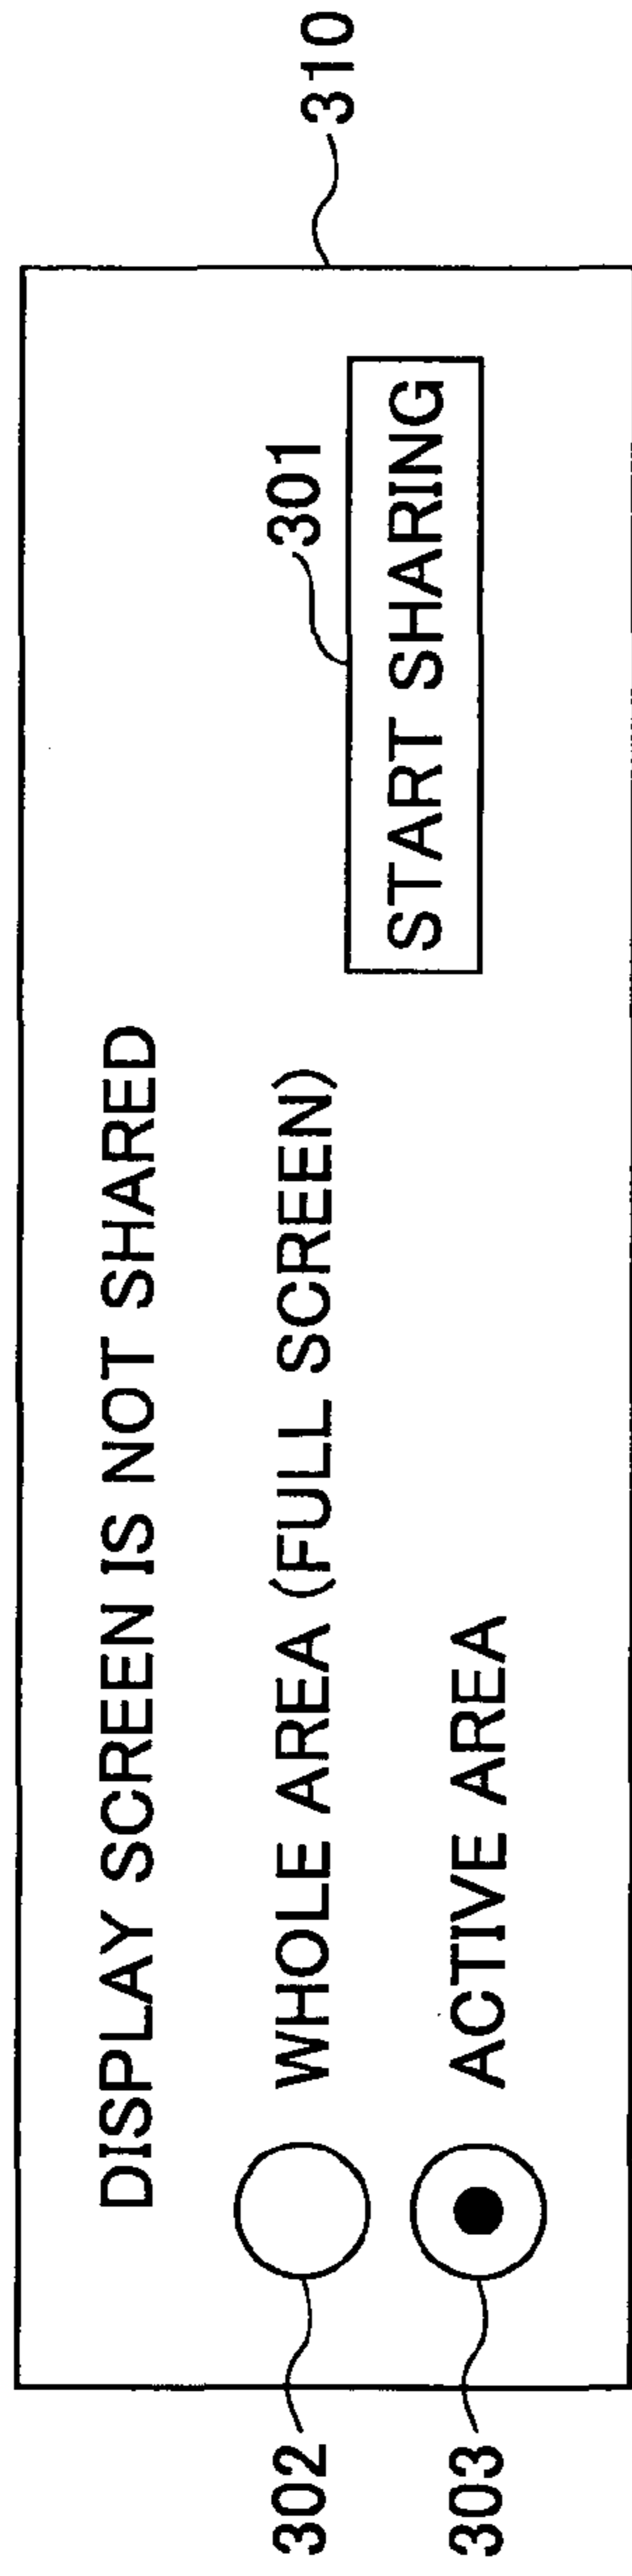 310
DISPLAY SCREEN IS NOT SHARED
301
302 WHOLE AREA (FULL SCREEN)
START SHARING
303 ACTIVE AREA